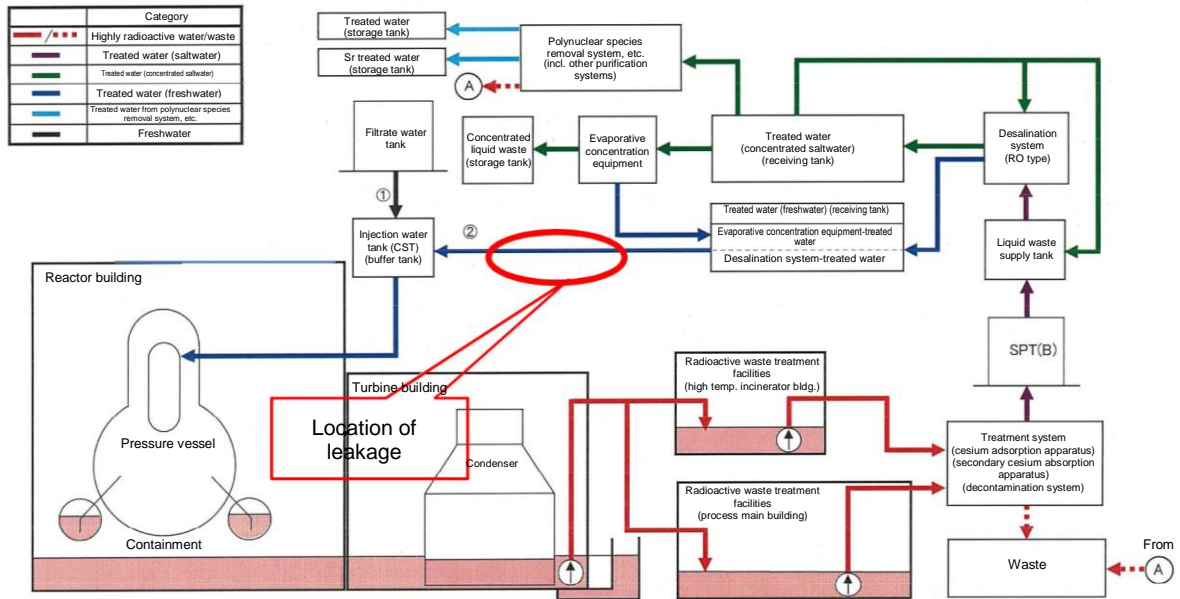 Category
Highly radioactive water/waste
/
Treated water (saltwater)
Treated water (concentrated saltwater)
Treated water (freshwater)
Treated water from polynuclear species
removal system, etc.
Freshwater
Treated water
(storage tank)
Sr treated water
(storage tank)
A
Polynuclear species
removal system, etc.
(incl. other purification
systems)
Filtrate water
tank
Concentrated
liquid waste
(storage tank)
Evaporative
concentration
equipment
Treated water
(concentrated saltwater)
(receiving tank)
Desalination
system
(RO type)
①
Injection water
tank (CST)
(buffer tank)
②
Treated water (freshwater) (receiving tank)
Evaporative concentration equipment-treated
water
Desalination system-treated water
Liquid waste
supply tank
SPT(B)
Reactor building
Pressure vessel
Containment
Turbine building
Location of
leakage
Condenser
Radioactive waste treatment
facilities
(high temp. incinerator bldg.)
Radioactive waste treatment
facilities
(process main building)
Treatment system
(cesium adsorption apparatus)
(secondary cesium absorption
apparatus)
(decontamination system)
Waste
From
A